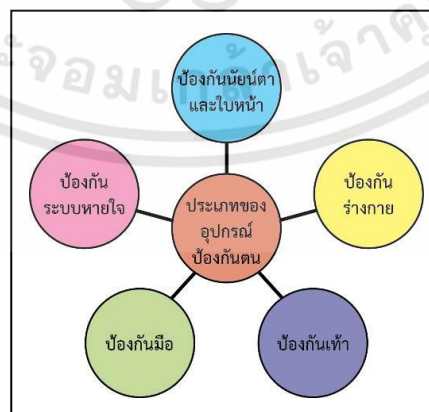 ป้องกันนัยน์ตา
และใบหน้า
ป้องกัน
ระบบหายใจ
ประเภทของ
อุปกรณ์
ป้องกันตน
ป้องกัน
ร่างกาย
ป้องกันมือ
ป้องกันเท้า